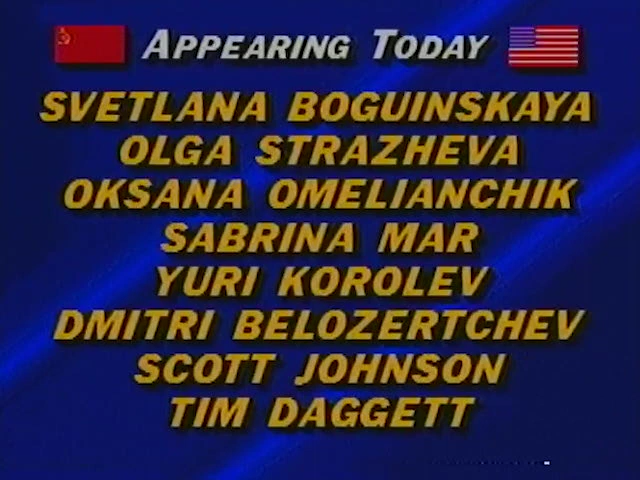 APPEARING TODAY
SVETLANA BOGUINSKAYA
OLGA STRAZHEVA
OKSANA OMELIANCHIK
SABRINA MAR
YURI KOROLEV
DMITRI BELOZERTCHEV
SCOTT JOHNSON
TIM DAGGETT